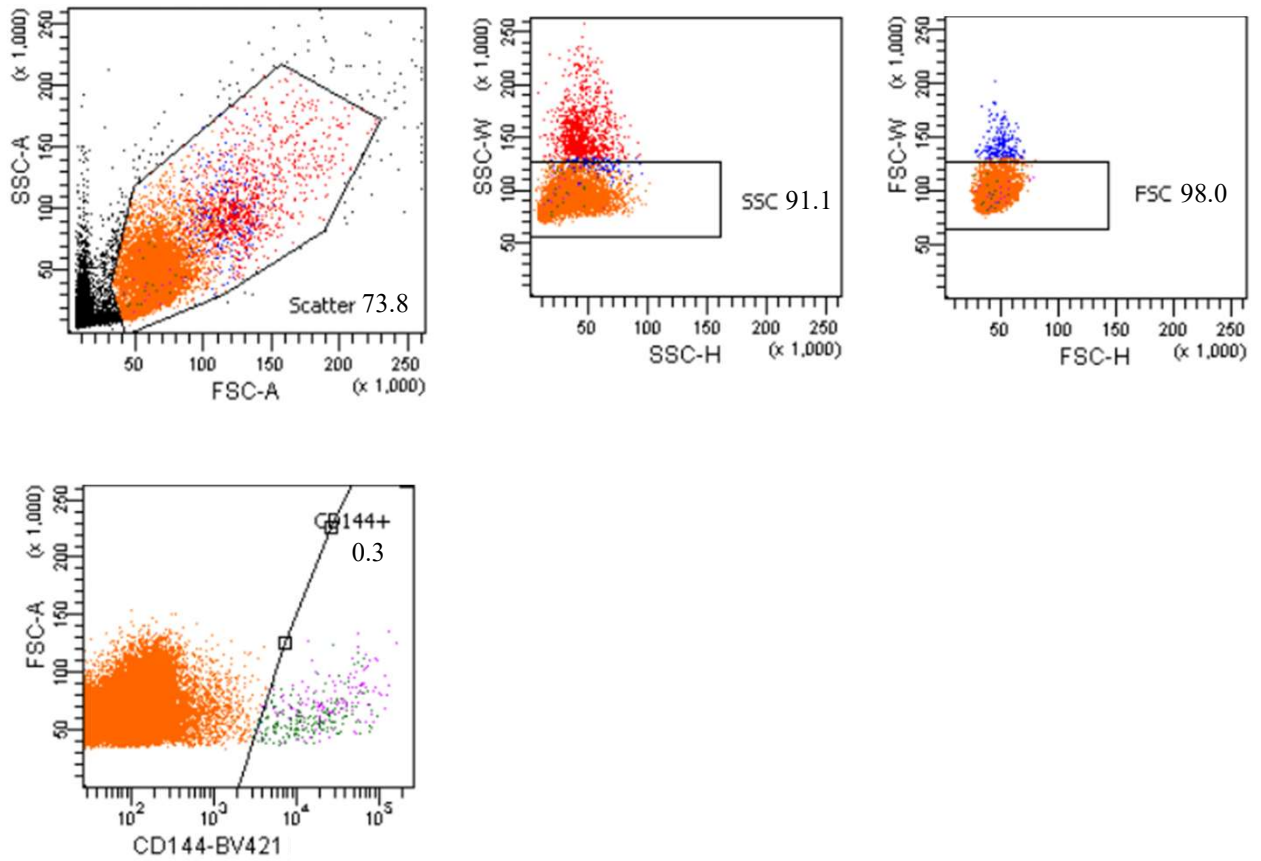 (x 1,000)
SSC-A
50 100 150 200 250
Scatter 73.8
50 100 150 200 250
FSC-A (x 1,000)
(x 1,000)
SSC-W
50 100 150 200 250
SSC 91.1
50 100 150 200 250
SSC-H (x 1,000)
(x 1,000)
FSC-W
50 100 150 200 250
FSC 98.0
50 100 150 200 250
FSC-H (x 1,000)
(x 1,000)
FSC-A
50 100 150 200 250
CD144+
0.3
10² 10³ 10⁴ 10⁵
CD144-BV421